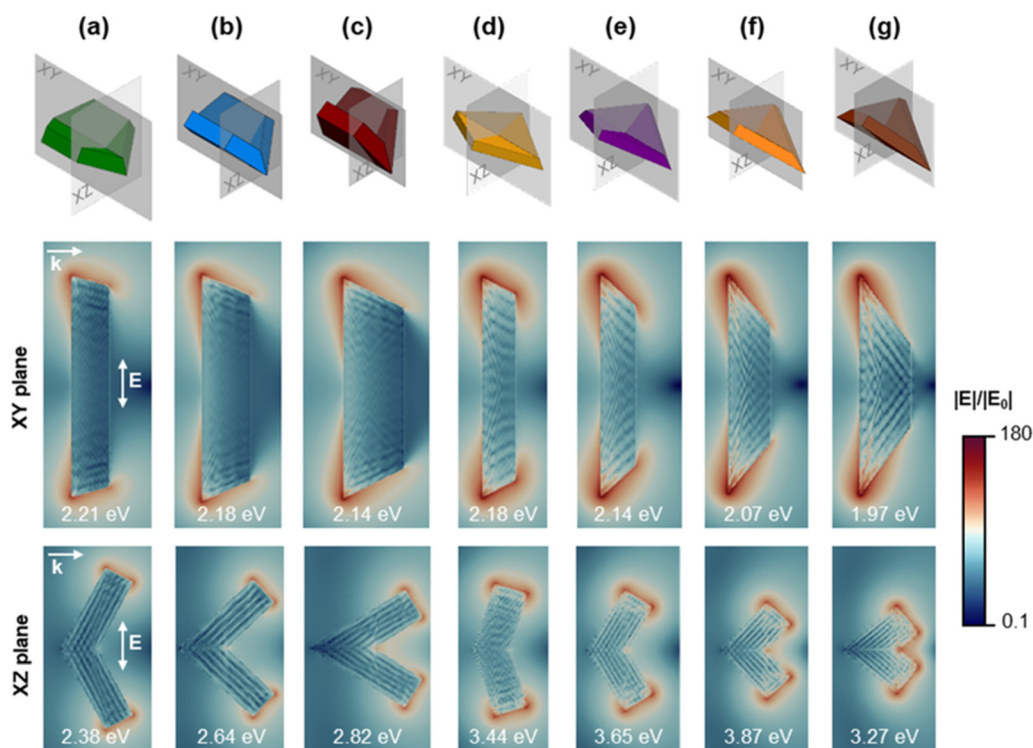 (a) (b) (c) (d) (e) (f) (g)
XY XY XY XY XY XY XY
XZ XZ XZ XZ XZ XZ XZ
XY plane
k
E
2.21 eV 2.18 eV 2.14 eV 2.18 eV 2.14 eV 2.07 eV 1.97 eV
|E|/|E₀|
180
0.1
XZ plane
k
E
2.38 eV 2.64 eV 2.82 eV 3.44 eV 3.65 eV 3.87 eV 3.27 eV